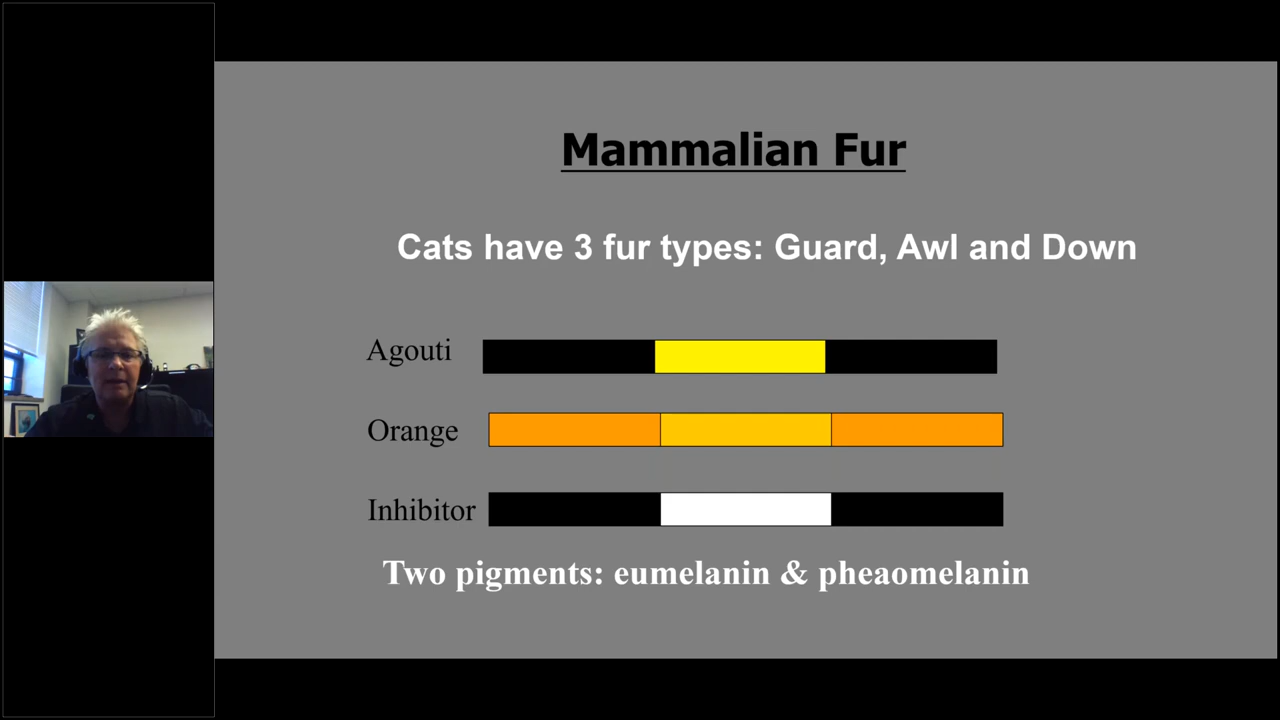 Mammalian Fur
Cats have 3 fur types: Guard, Awl and Down
Agouti
Orange
Inhibitor
Two pigments: eumelanin & pheaomelanin